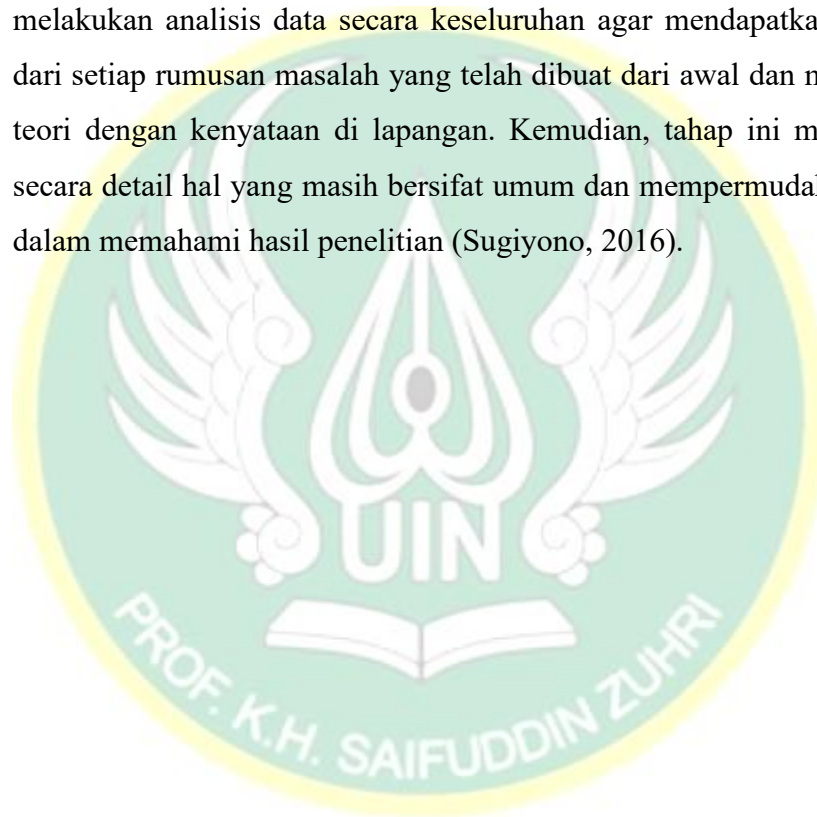 melakukan analisis data secara keseluruhan agar mendapatka
dari setiap rumusan masalah yang telah dibuat dari awal dan
teori dengan kenyataan di lapangan. Kemudian, tahap ini
secara detail hal yang masih bersifat umum dan mempermudah
dalam memahami hasil penelitian (Sugiyono, 2016).
UIN
PROF. K.H. SAIFUDDIN ZUHRI